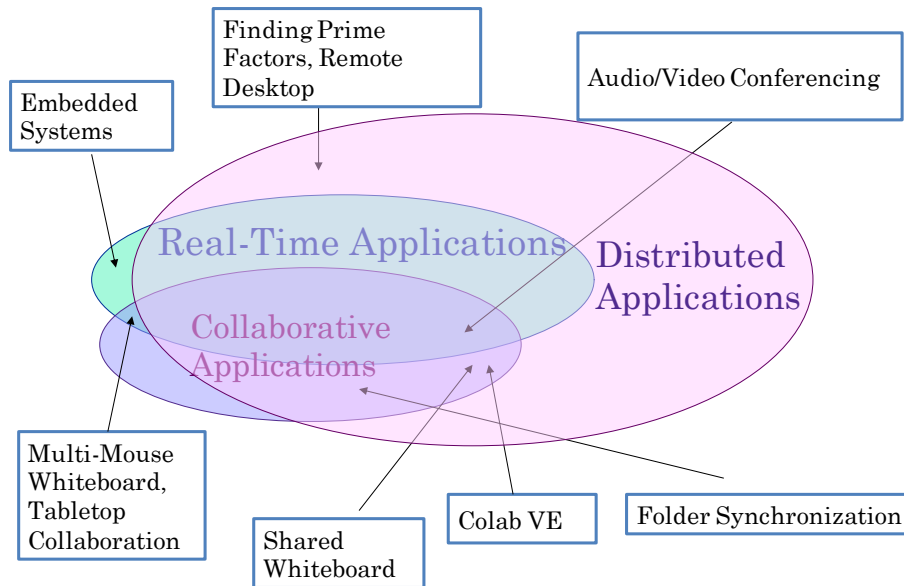 Finding Prime
Factors, Remote
Desktop
Audio/Video Conferencing
Embedded
Systems
Real-Time Applications
Distributed
Applications
Collaborative
Applications
Multi-Mouse
Whiteboard,
Tabletop
Collaboration
Shared
Whiteboard
Colab VE
Folder Synchronization